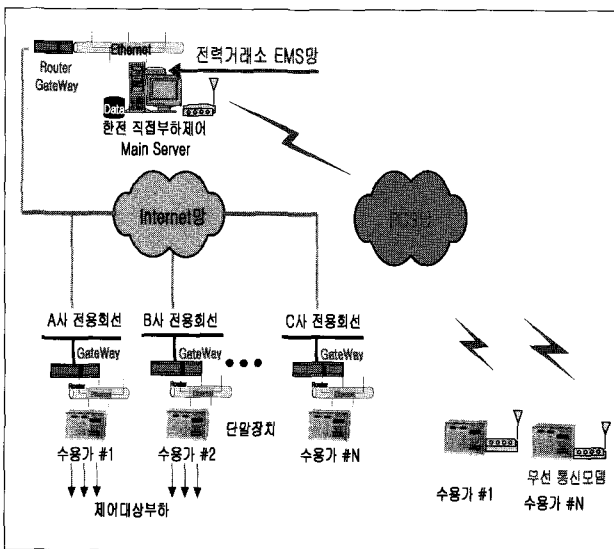 Ethernet
전력거래소 EMS망
Router
GateWay
Data
한전 직접부하제어
Main Server
Internet망
PCS망
A사 전용회선
B사 전용회선
C사 전용회선
GateWay
GateWay
GateWay
Router
Router
Router
단말장치
수용가 #1
수용가 #2
수용가 #N
제어대상부하
수용가 #1
무선 통신모뎀
수용가 #N